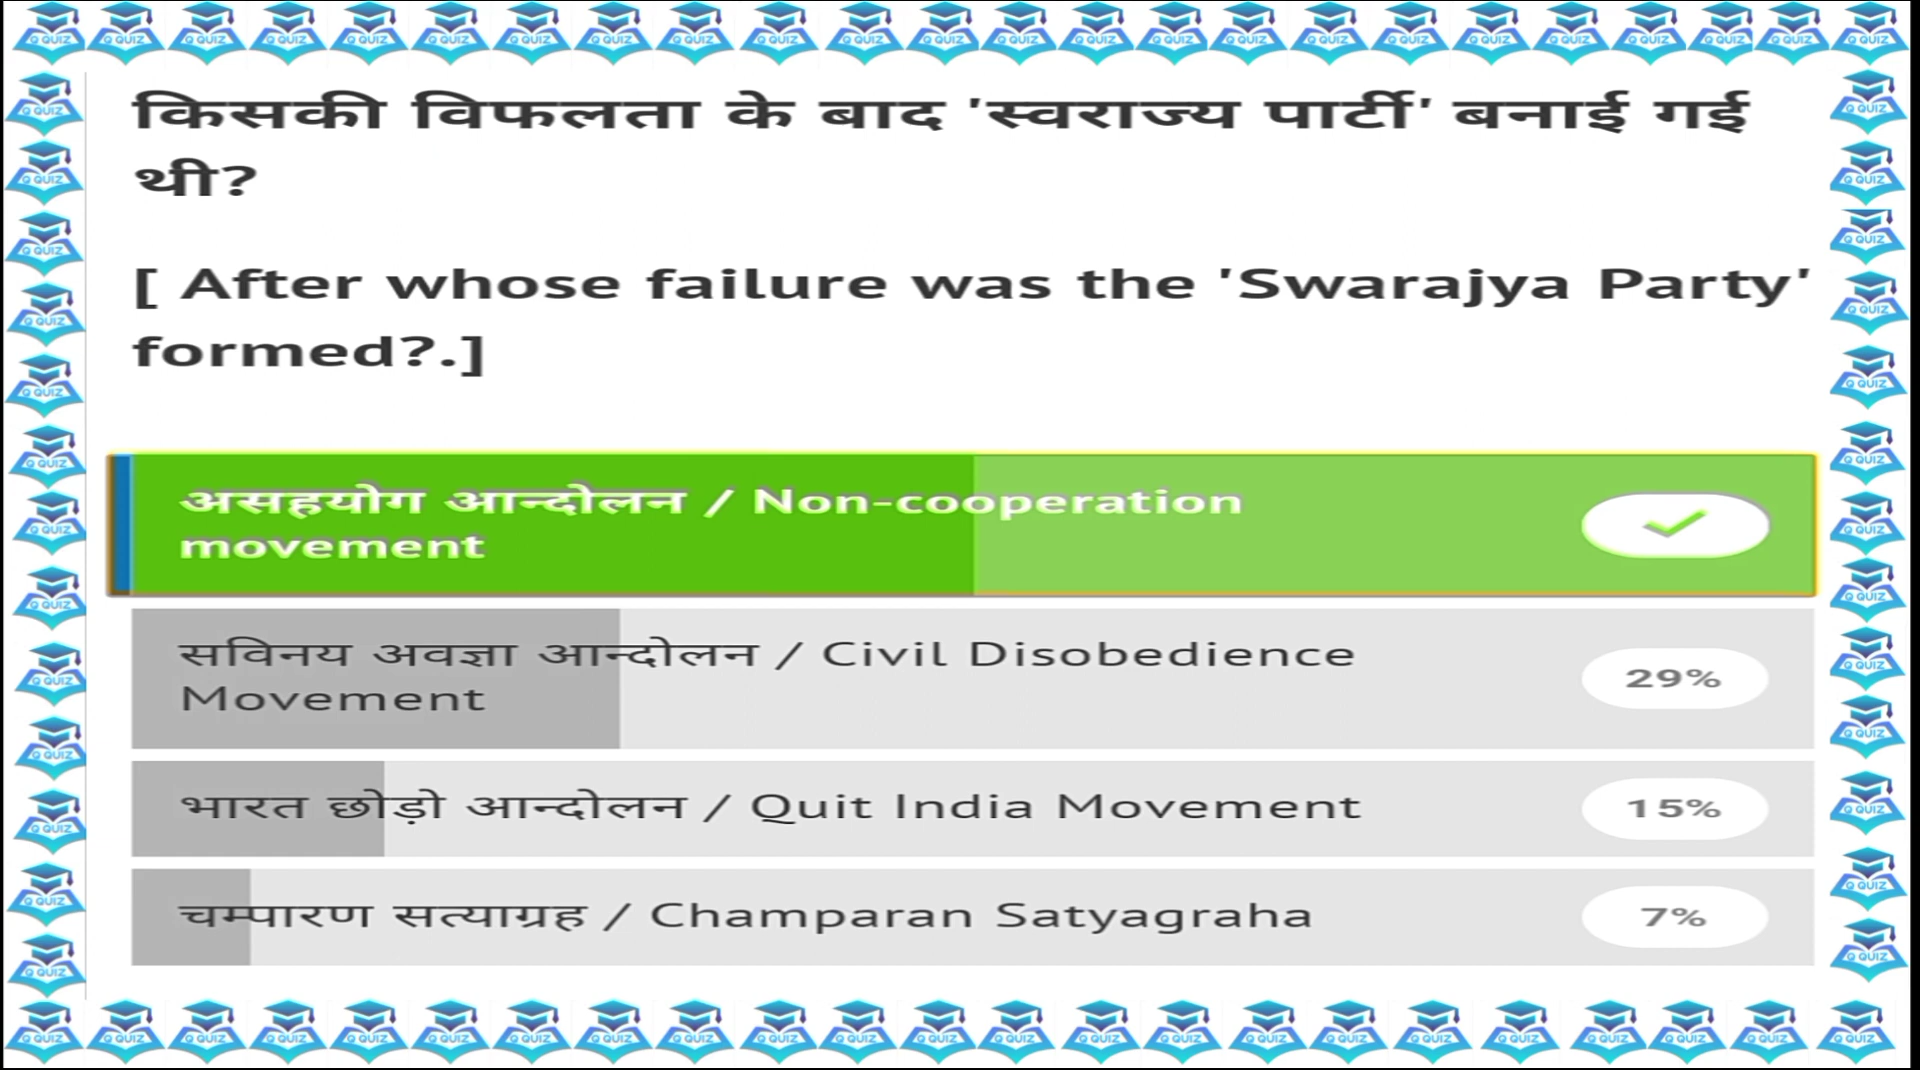 किसकी विफलता के बाद 'स्वराज्य पार्टी' बनाई गई
थी?
[ After whose failure was the 'Swarajya Party'
formed?.]
असहयोग आन्दोलन / Non-cooperation
movement
सविनय अवज्ञा आन्दोलन / Civil Disobedience
Movement
29%
भारत छोड़ो आन्दोलन / Quit India Movement
15%
चम्पारण सत्याग्रह / Champaran Satyagraha
7%